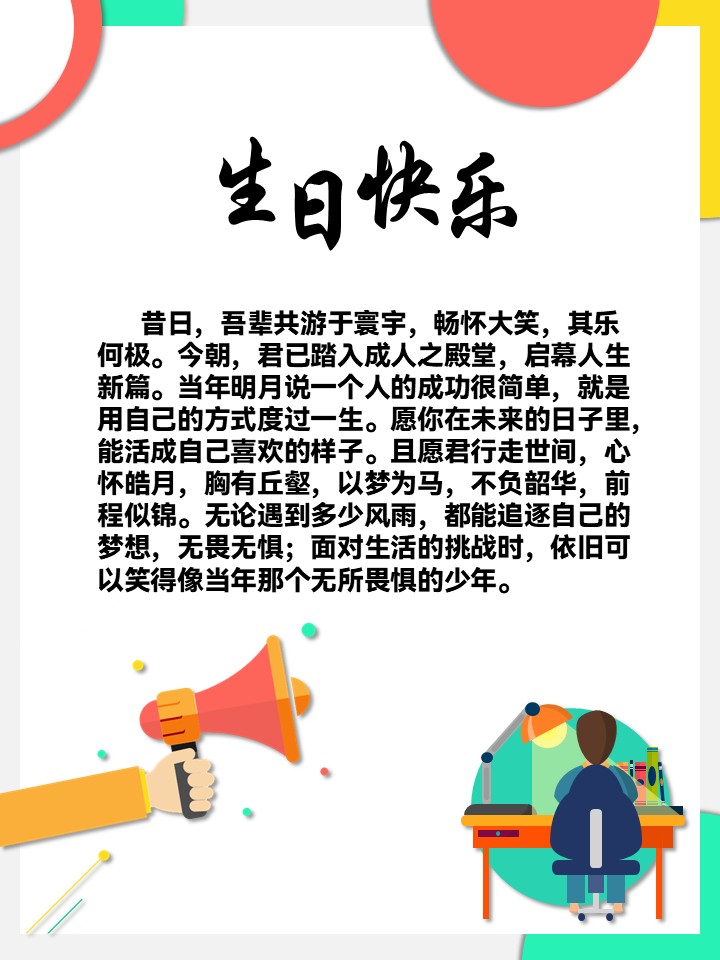 生日快乐
昔日，吾辈共游于寰宇，畅怀大笑，其乐
何极。今朝，君已踏入成人之殿堂，启幕人生
新篇。当年明月说一个人的成功很简单，就是
用自己的方式度过一生。愿你在未来的日子里，
能活成自己喜欢的样子。且愿君行走世间，心
怀皓月，胸有丘壑，以梦为马，不负韶华，前
程似锦。无论遇到多少风雨，都能追逐自己的
梦想，无畏无惧；面对生活的挑战时，依旧可
以笑得像当年那个无所畏惧的少年。